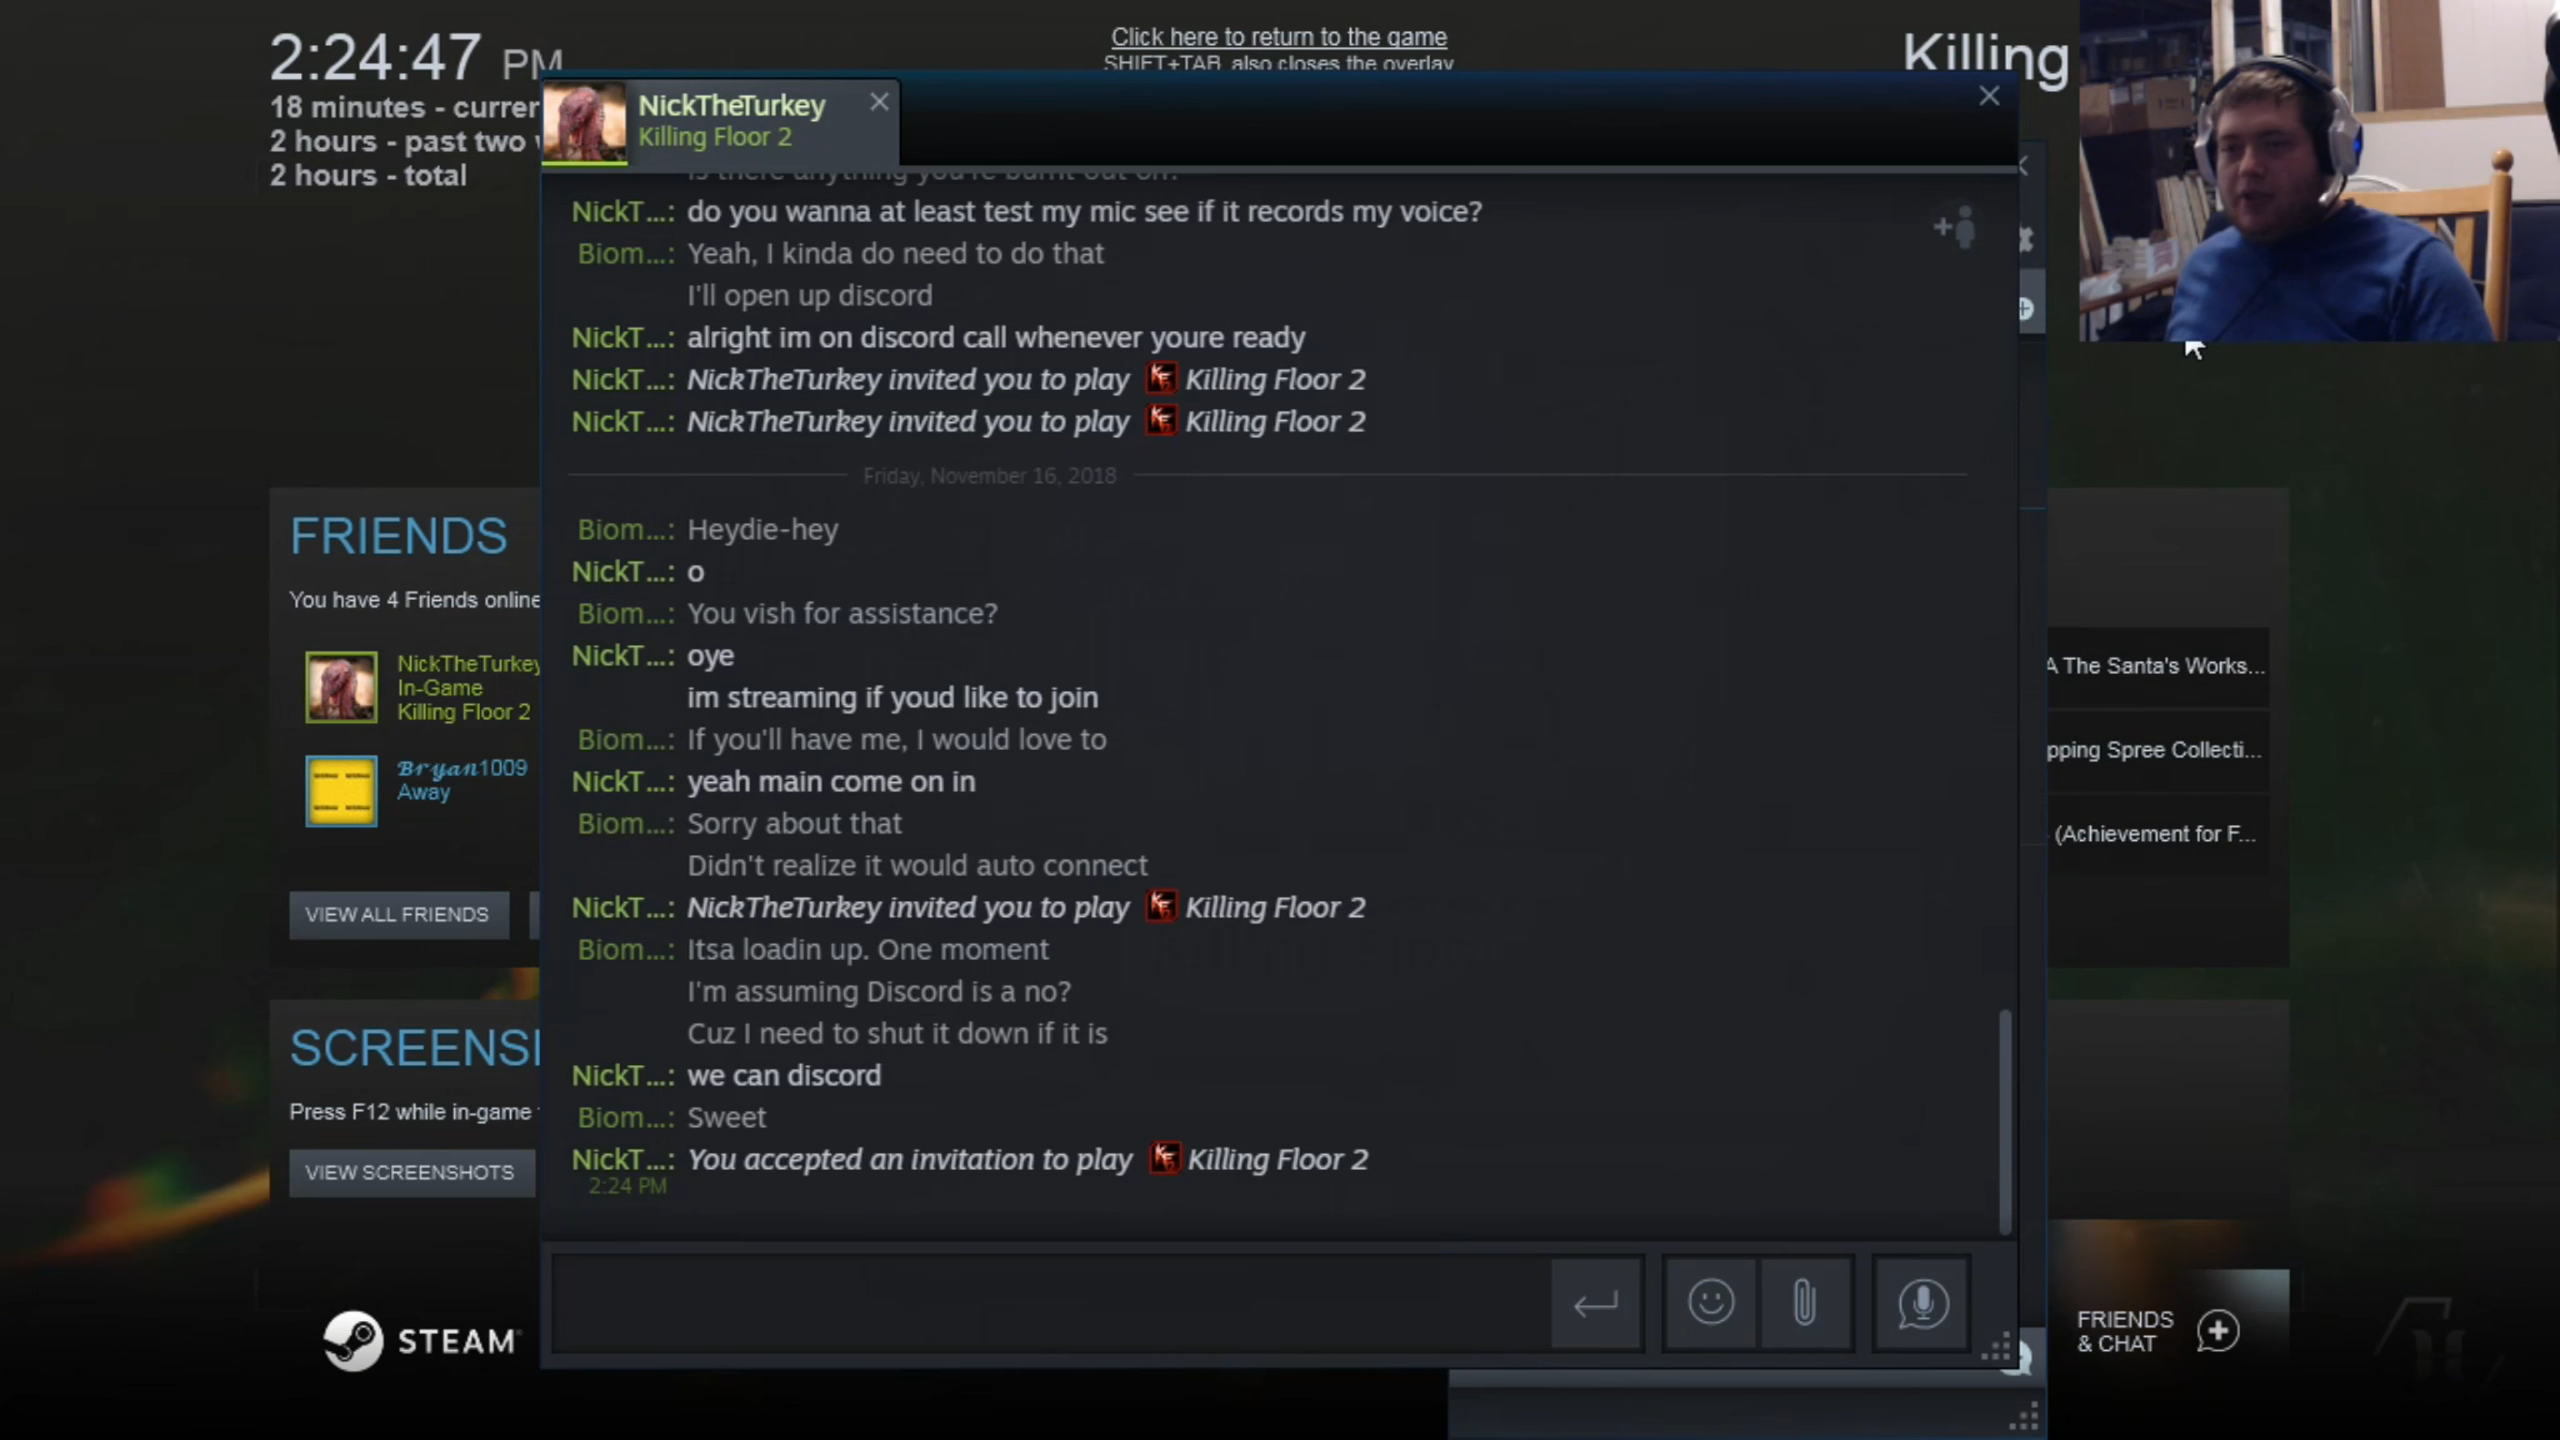 2:24:47 PM
18 minutes - curren
2 hours - past two
2 hours - total
Click here to return to the game
SHIFT+TAB also closes the overlay
Killing
NickTheTurkey
Killing Floor 2
is there anything you're burnt out on?
NickT...: do you wanna at least test my mic see if it records my voice?
Biom...: Yeah, I kinda do need to do that
I'll open up discord
NickT...: alright im on discord call whenever youre ready
NickT...: NickTheTurkey invited you to play Killing Floor 2
NickT...: NickTheTurkey invited you to play Killing Floor 2
Friday, November 16, 2018
Biom...: Heydie-hey
NickT...: o
Biom...: You vish for assistance?
NickT...: oye
im streaming if youd like to join
Biom...: If you'll have me, I would love to
NickT...: yeah main come on in
Biom...: Sorry about that
Didn't realize it would auto connect
NickT...: NickTheTurkey invited you to play Killing Floor 2
Biom...: Itsa loadin up. One moment
I'm assuming Discord is a no?
Cuz I need to shut it down if it is
NickT...: we can discord
Biom...: Sweet
NickT...: You accepted an invitation to play Killing Floor 2
2:24 PM
FRIENDS
You have 4 Friends online
NickTheTurkey
In-Game
Killing Floor 2
Bryan1009
Away
VIEW ALL FRIENDS
SCREENS
Press F12 while in-game
VIEW SCREENSHOTS
A The Santa's Works...
pping Spree Collecti...
(Achievement for F...
STEAM
FRIENDS
& CHAT